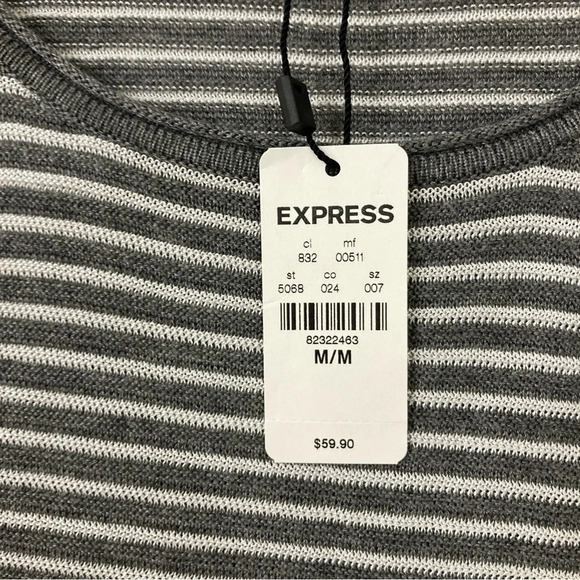 EXPRESS
cl mf
832 00511
st co sz
5068 024 007
82322463
M/M
$59.90